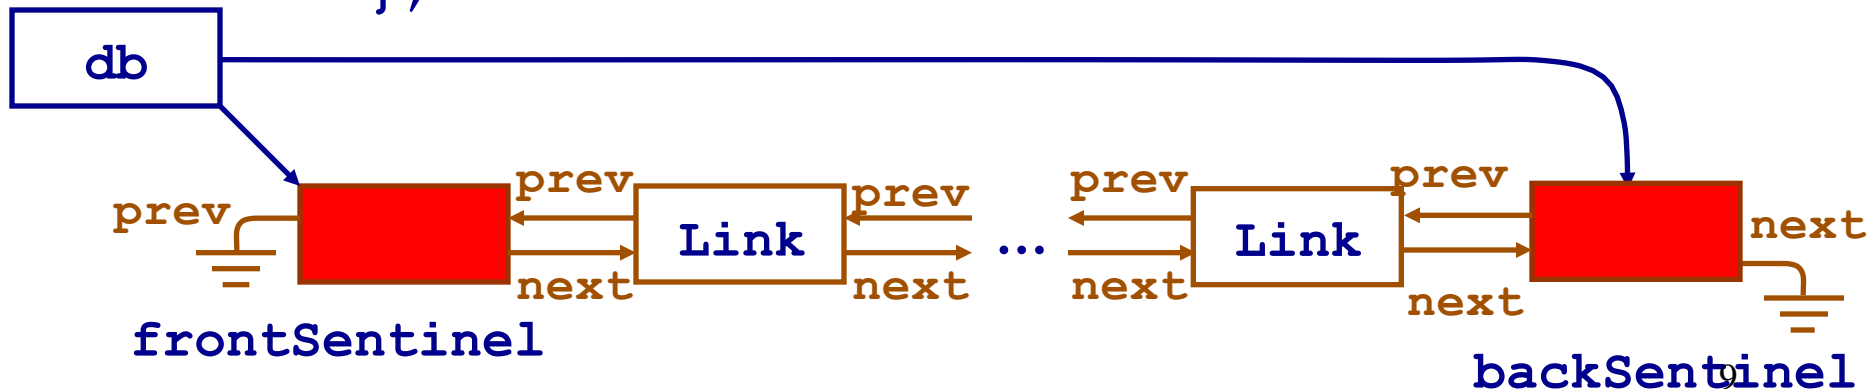 };
db
prev prev prev prev
prev next
Link ... Link
next next next next
frontSentinel
backSentinel
9